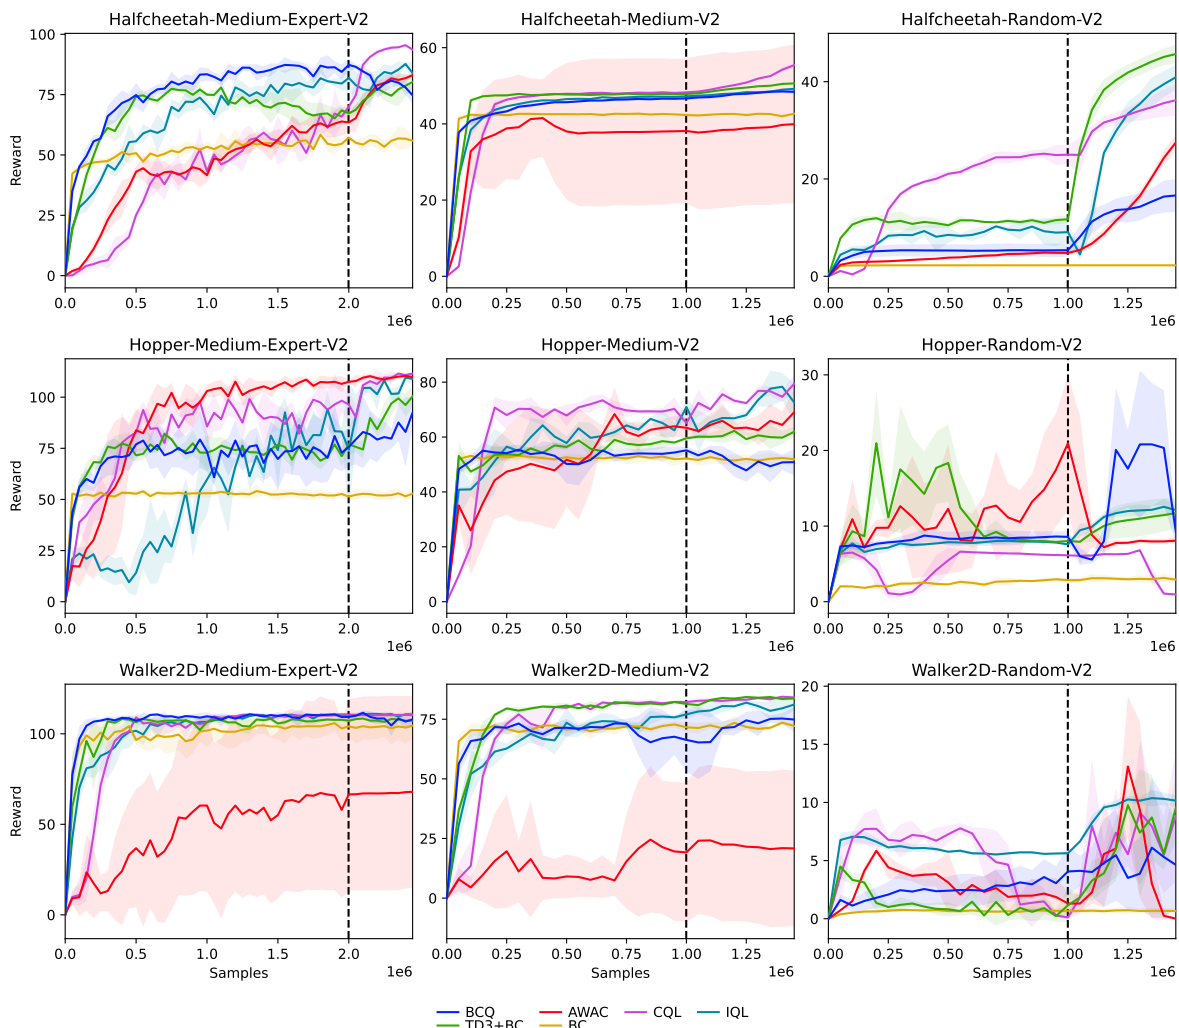 Halfcheetah-Medium-Expert-V2
Halfcheetah-Medium-V2
Halfcheetah-Random-V2
100
75
50
25
0
Reward
0.0 0.5 1.0 1.5 2.0
1e6
60
40
20
0
0.00 0.25 0.50 0.75 1.00 1.25
1e6
40
20
0
0.00 0.25 0.50 0.75 1.00 1.25
1e6
Hopper-Medium-Expert-V2
Hopper-Medium-V2
Hopper-Random-V2
100
75
50
25
0
Reward
0.0 0.5 1.0 1.5 2.0
1e6
80
60
40
20
0
0.00 0.25 0.50 0.75 1.00 1.25
1e6
30
20
10
0
0.00 0.25 0.50 0.75 1.00 1.25
1e6
Walker2D-Medium-Expert-V2
Walker2D-Medium-V2
Walker2D-Random-V2
100
50
0
Reward
0.0 0.5 1.0 1.5 2.0
Samples
1e6
75
50
25
0
0.00 0.25 0.50 0.75 1.00 1.25
Samples
1e6
20
15
10
5
0
0.00 0.25 0.50 0.75 1.00 1.25
Samples
1e6
BCQ AWAC CQL IQL
TD3+BC BC